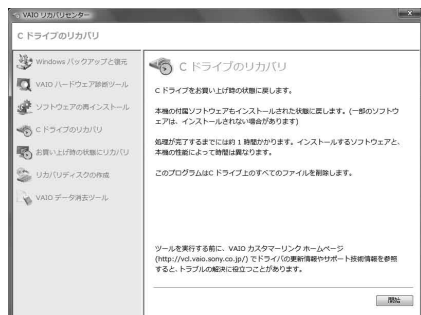 VAIO リカバリセンター
C ドライブのリカバリ
Windows バックアップと復元
VAIO ハードウェア診断ツール
ソフトウェアの再インストール
C ドライブのリカバリ
お買い上げ時の状態にリカバリ
リカバリディスクの作成
VAIO データ消去ツール
C ドライブのリカバリ
C ドライブをお買い上げ時の状態に戻します。
本機の付属ソフトウェアもインストールされた状態に戻します。(一部のソフトウ
ェアは、インストールされない場合があります)
処理が完了するまでには約 1 時間かかります。インストールするソフトウェアと、
本機の性能によって時間は異なります。
このプログラムはC ドライブ上のすべてのファイルを削除します。
ツールを実行する前に、VAIO カスタマーリンク ホームページ
(http://vcl.vaio.sony.co.jp/) でドライバの更新情報やサポート技術情報を参照
すると、トラブルの解決に役立つことがあります。
開始